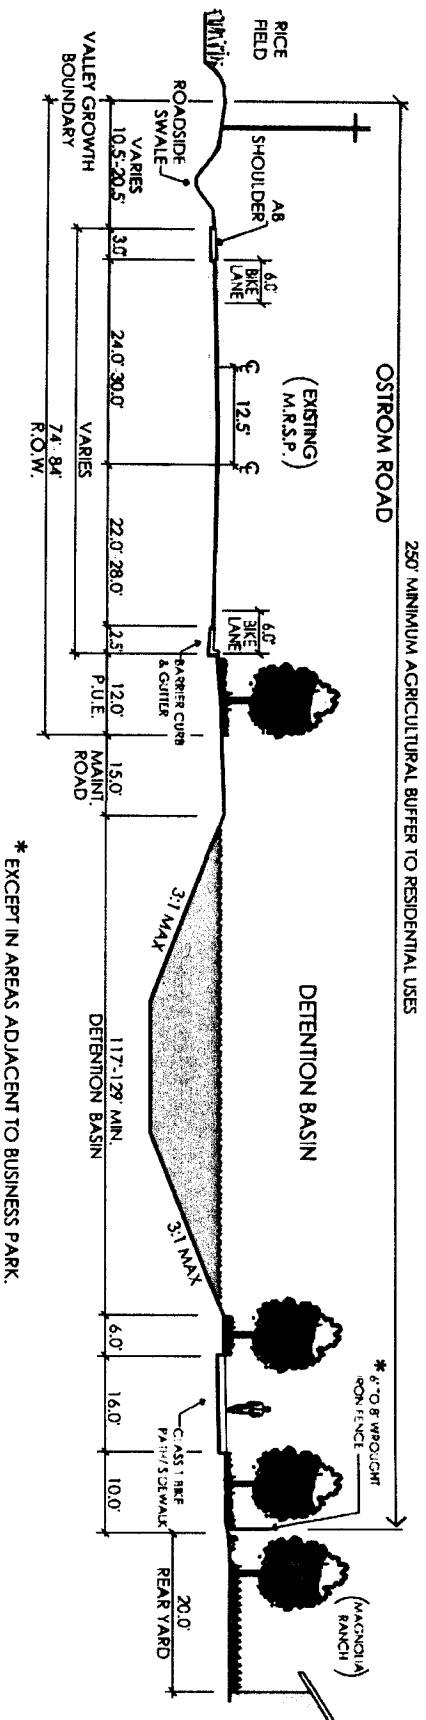 250' MINIMUM AGRICULTURAL BUFFER TO RESIDENTIAL USES
OSTROM ROAD
DETENTION BASIN
RICE
FIELD
(EXISTING
M.R.S.P.)
(MAGNOLIA
RANCH)
* 6' TO 8' WROUGHT
IRON FENCE
AB
SHOULDER
6.0'
BIKE
LANE
℄
12.5'
℄
6.0'
BIKE
LANE
ROADSIDE
SWALE
BARRIER CURB
& GUTTER
3:1 MAX
3:1 MAX
CLASS 1 BIKE
PATH/SIDEWALK
VARIES
10.5'-20.5'
3.0'
24.0'-30.0'
22.0'-28.0'
2.5'
12.0'
P.U.E.
15.0'
MAINT.
ROAD
117'-129' MIN.
DETENTION BASIN
6.0'
16.0'
10.0'
20.0'
REAR YARD
VALLEY GROWTH
BOUNDARY
VARIES
74'-84'
R.O.W.
* EXCEPT IN AREAS ADJACENT TO BUSINESS PARK.